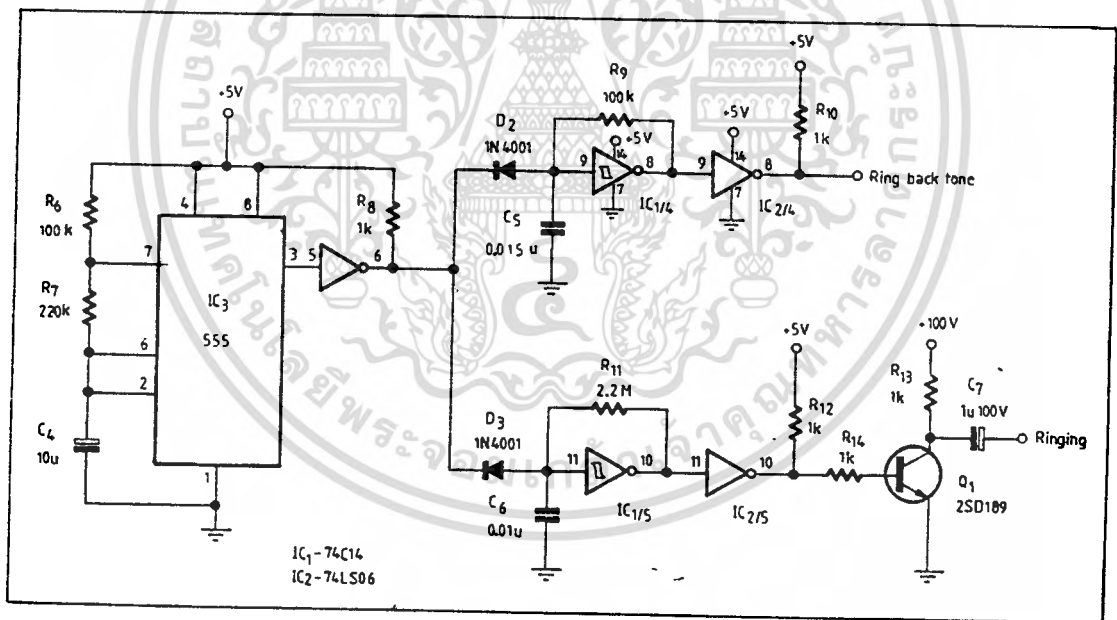 +5V
R6
100k
R7
220k
C4
10u
4
8
7
6
2
1
3
IC3
555
5
6
R8
1k
D2
1N4001
C5
0.015u
R9
100k
+5V
9
14
8
7
IC1/4
+5V
9
14
8
7
IC2/4
+5V
R10
1k
Ring back tone
D3
1N4001
C6
0.01u
R11
2.2M
11
10
IC1/5
11
10
IC2/5
+5V
R12
1k
R14
1k
+100V
R13
1k
C7
1u 100V
Ringing
Q1
2SD189
IC1-74C14
IC2-74LS06